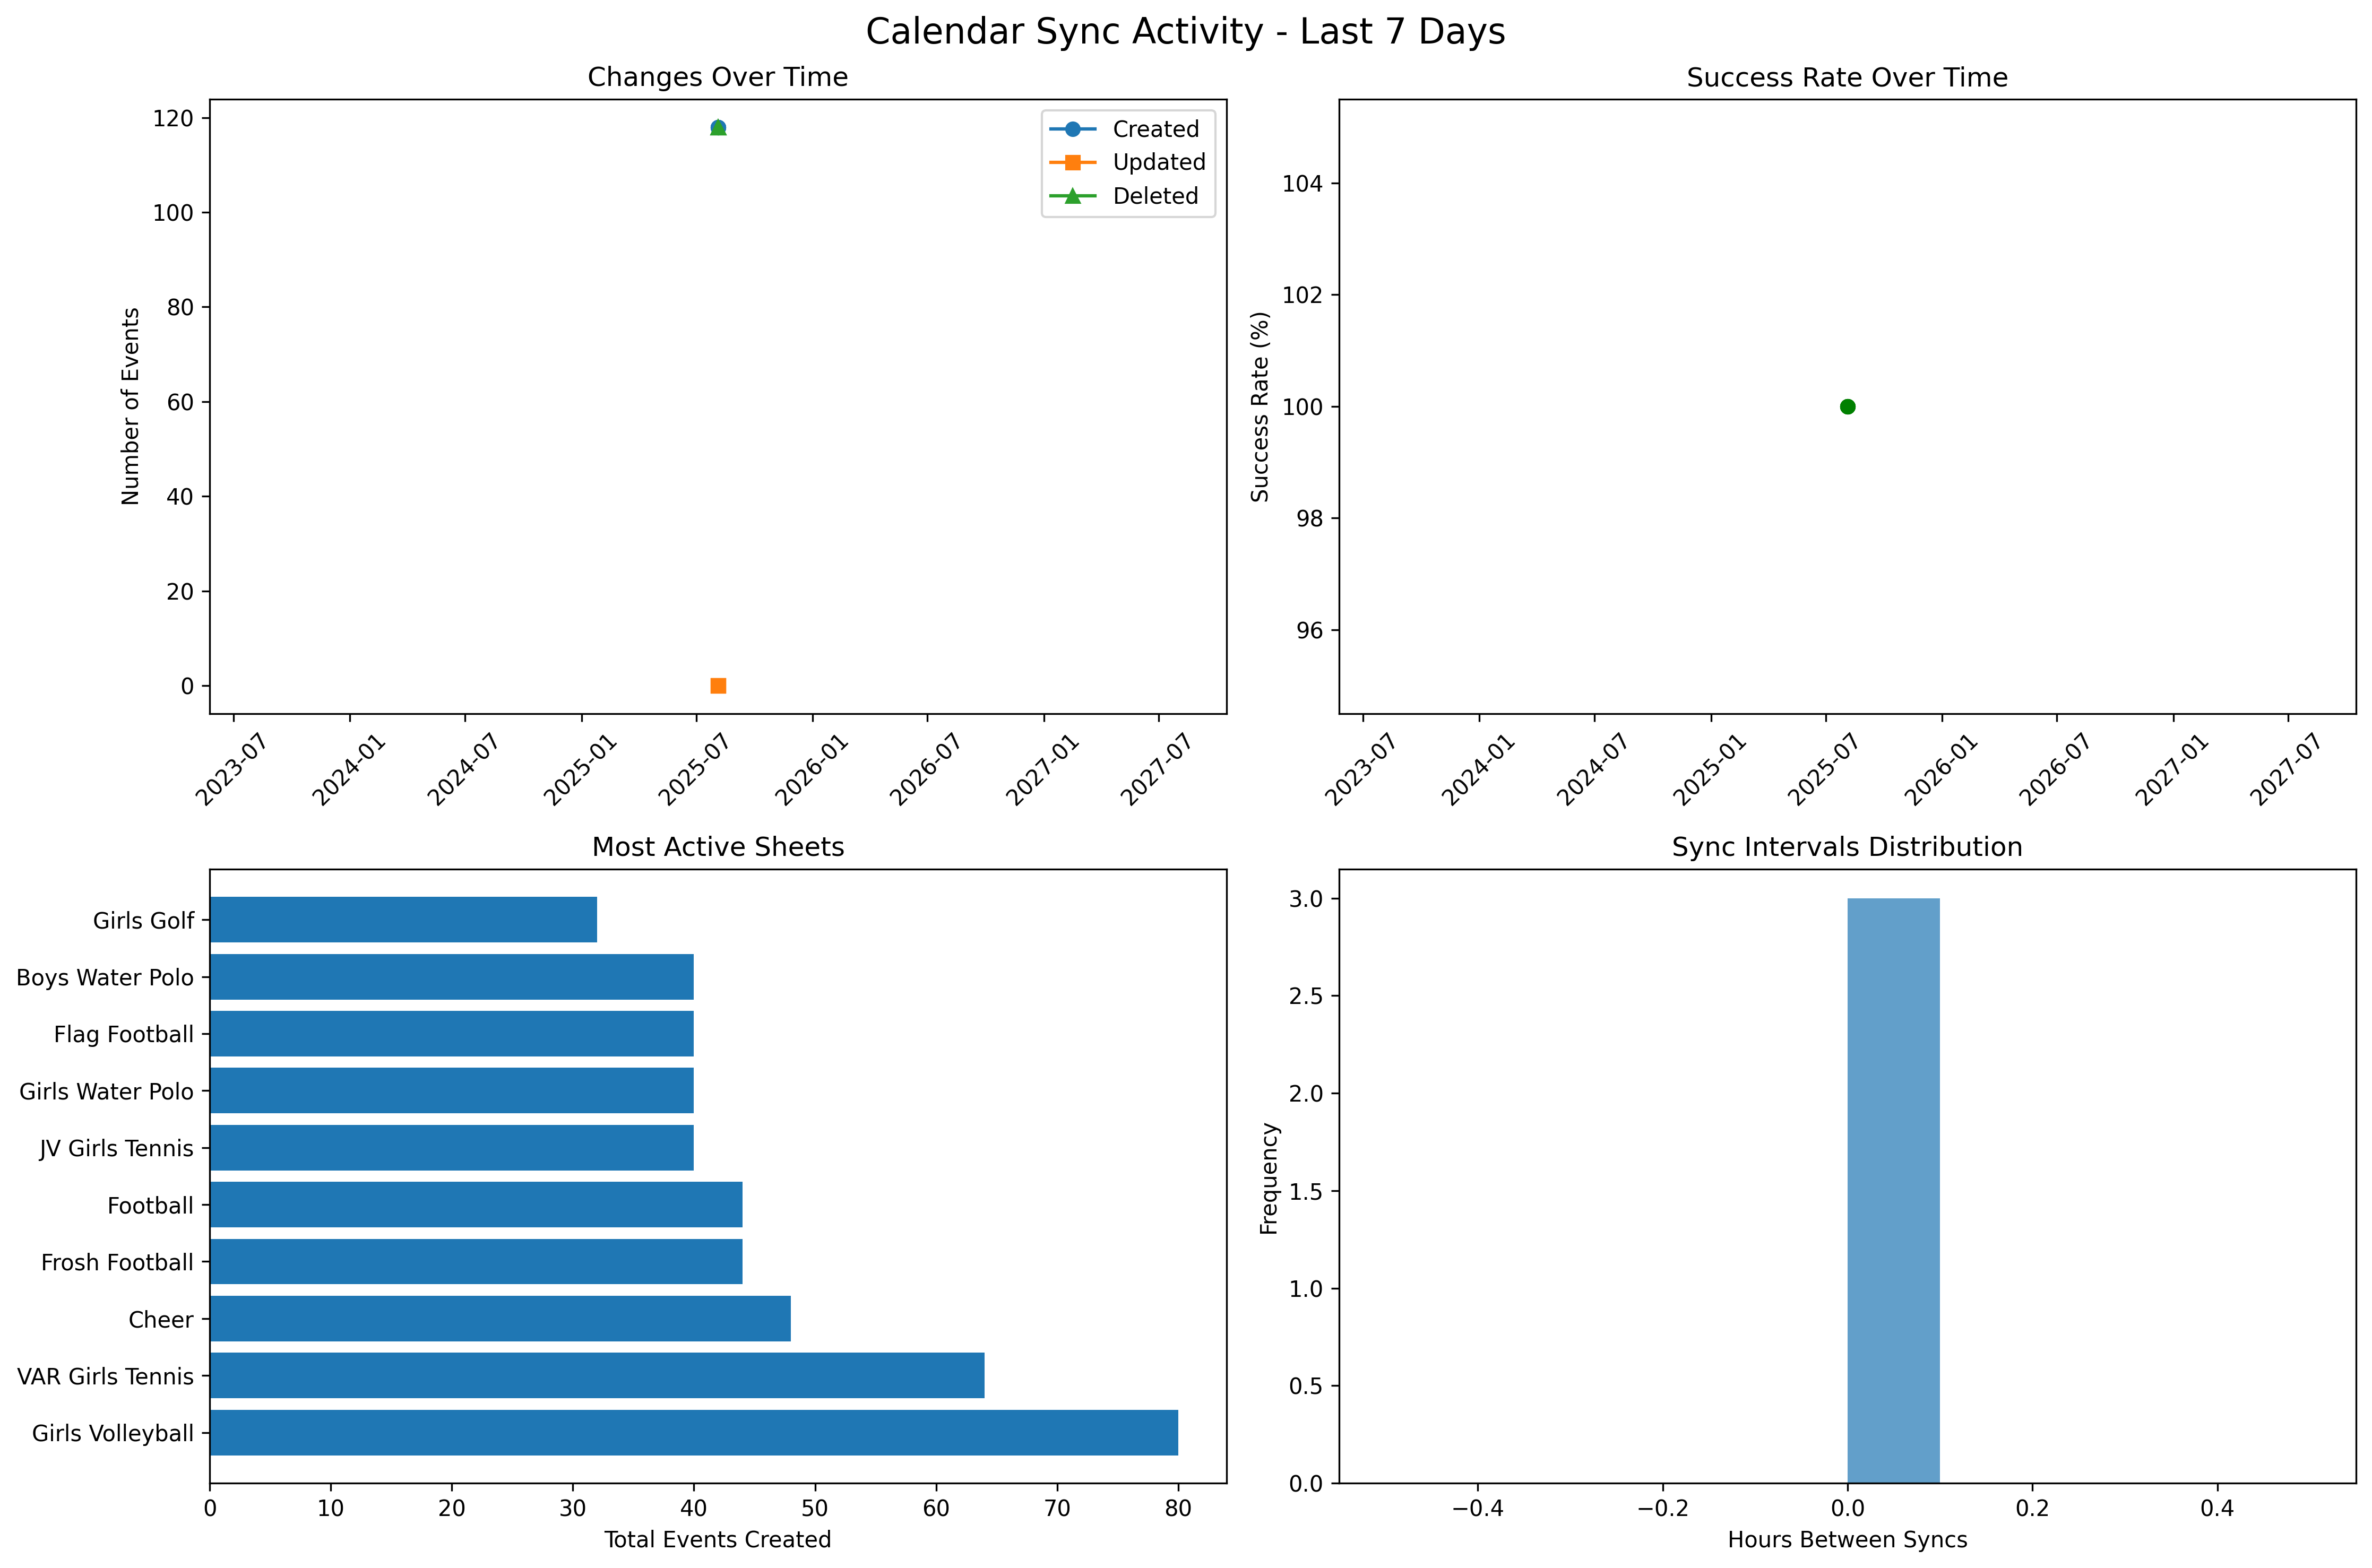 Calendar Sync Activity - Last 7 Days
Changes Over Time
Number of Events
120
100
80
60
40
20
0
Created
Updated
Deleted
2023-07
2024-01
2024-07
2025-01
2025-07
2026-01
2026-07
2027-01
2027-07
Success Rate Over Time
Success Rate (%)
104
102
100
98
96
2023-07
2024-01
2024-07
2025-01
2025-07
2026-01
2026-07
2027-01
2027-07
Most Active Sheets
Girls Golf
Boys Water Polo
Flag Football
Girls Water Polo
JV Girls Tennis
Football
Frosh Football
Cheer
VAR Girls Tennis
Girls Volleyball
0 10 20 30 40 50 60 70 80
Total Events Created
Sync Intervals Distribution
Frequency
3.0
2.5
2.0
1.5
1.0
0.5
0.0
−0.4 −0.2 0.0 0.2 0.4
Hours Between Syncs